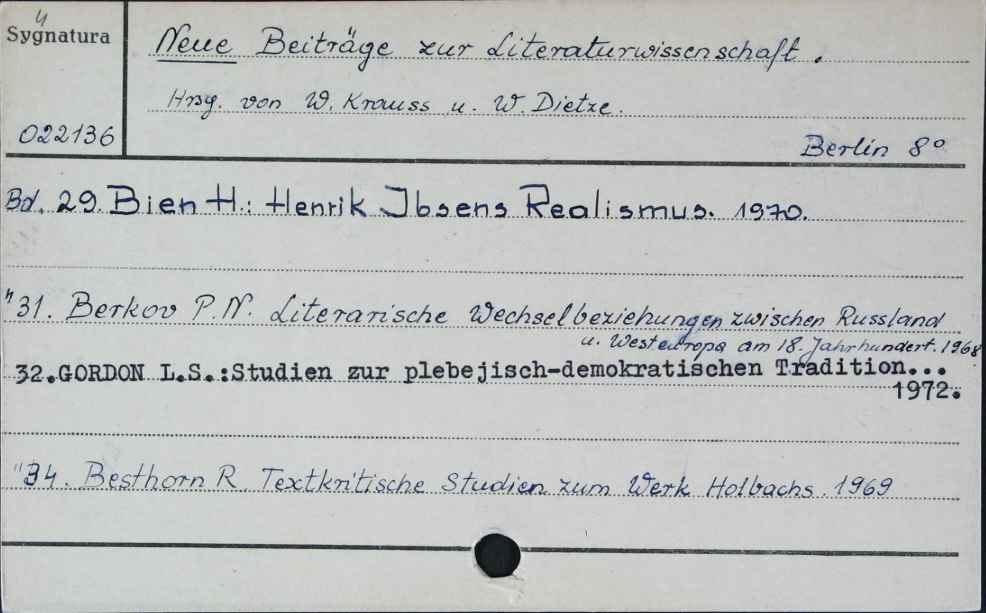 Sygnatura
Neue Beiträge zur Literaturwissenschaft.
Hrsg. von W. Krauss u. W. Dietze.
022136
Berlin 8°
Bd. 29. Bien H.: Henrik Ibsens Realismus. 1970.
" 31. Berkov P. N. Literarische Wechselbeziehungen zwischen Russland
u. Westeuropa am 18. Jahrhundert. 1968
32.GORDON L.S.:Studien zur plebejisch-demokratischen Tradition...
1972.
" 34. Besthorn R. Textkritische Studien zum Werk Holbachs. 1969